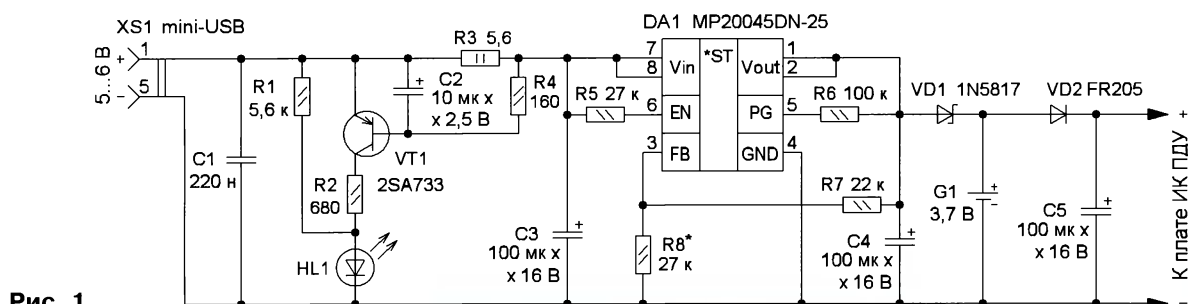 XS1 mini-USB
5...6 В
+ 1
− 5
C1
220 н
R1
5,6 к
R2
680
HL1
VT1
2SA733
C2
10 мк х
х 2,5 В
R3 5,6
R4
160
R5 27 к
C3
100 мк х
х 16 В
DA1 MP20045DN-25
*ST
7
8
Vin
6
EN
3
FB
1
2
Vout
5
PG
4
GND
R6 100 к
R7 22 к
R8*
27 к
C4
100 мк х
х 16 В
VD1 1N5817
G1
3,7 В
VD2 FR205
C5
100 мк х
х 16 В
+
К плате ИК ПДУ
−
Рис. 1